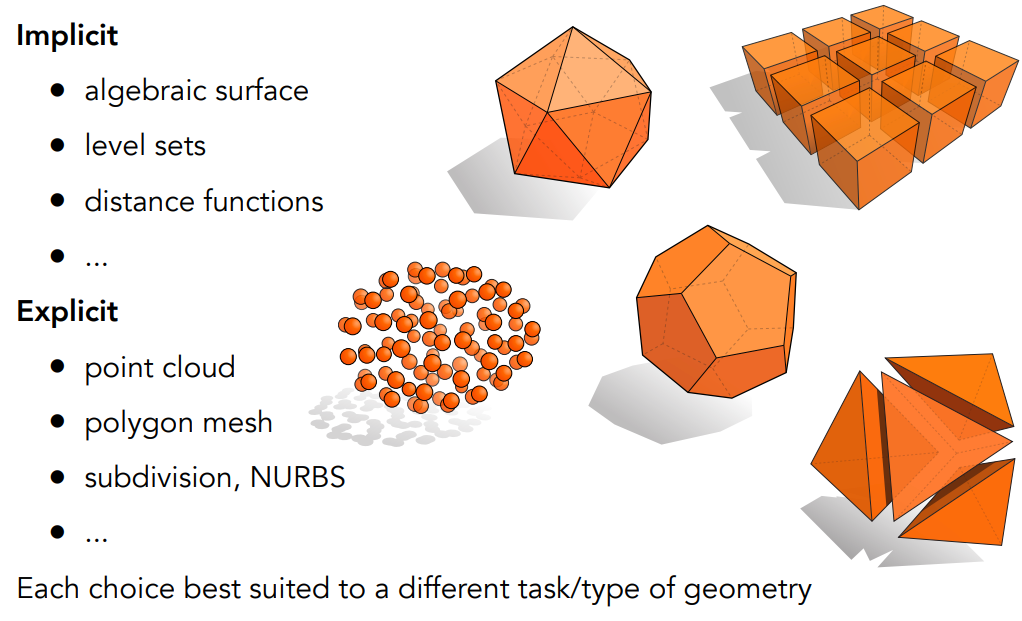 Implicit
● algebraic surface
● level sets
● distance functions
● ...
Explicit
● point cloud
● polygon mesh
● subdivision, NURBS
● ...
Each choice best suited to a different task/type of geometry